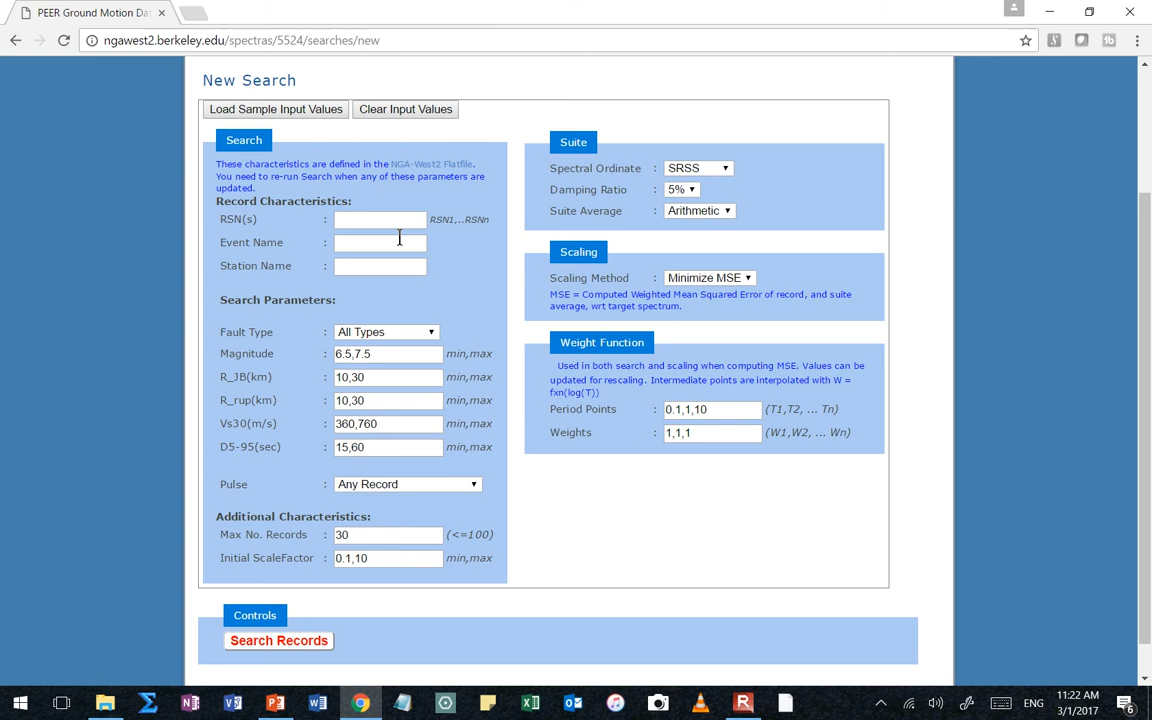 PEER Ground Motion Da
ngawest2.berkeley.edu/spectras/5524/searches/new
New Search
Load Sample Input Values
Clear Input Values
Search
These characteristics are defined in the NGA-West2 Flatfile.
You need to re-run Search when any of these parameters are
updated.
Record Characteristics:
RSN(s) : RSN1,..RSNn
Event Name :
Station Name :
Search Parameters:
Fault Type : All Types
Magnitude : 6.5,7.5 min,max
R_JB(km) : 10,30 min,max
R_rup(km) : 10,30 min,max
Vs30(m/s) : 360,760 min,max
D5-95(sec) : 15,60 min,max
Pulse : Any Record
Additional Characteristics:
Max No. Records : 30 (<=100)
Initial ScaleFactor : 0.1,10 min,max
Suite
Spectral Ordinate : SRSS
Damping Ratio : 5%
Suite Average : Arithmetic
Scaling
Scaling Method : Minimize MSE
MSE = Computed Weighted Mean Squared Error of record, and suite
average, wrt target spectrum.
Weight Function
Used in both search and scaling when computing MSE. Values can be
updated for rescaling. Intermediate points are interpolated with W =
fxn(log(T))
Period Points : 0.1,1,10 (T1,T2, ... Tn)
Weights : 1,1,1 (W1,W2, ... Wn)
Controls
Search Records
ENG
11:22 AM
3/1/2017
6